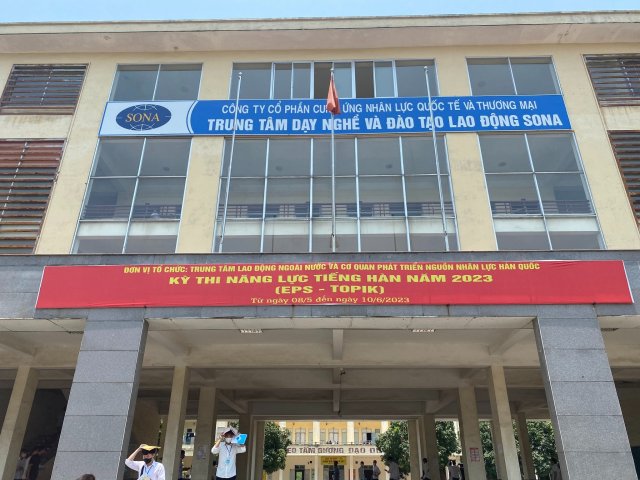 SONA
CÔNG TY CỔ PHẦN CUNG ỨNG NHÂN LỰC QUỐC TẾ VÀ THƯƠNG MẠI
TRUNG TÂM DẠY NGHỀ VÀ ĐÀO TẠO LAO ĐỘNG SONA
ĐƠN VỊ TỔ CHỨC: TRUNG TÂM LAO ĐỘNG NGOÀI NƯỚC VÀ CƠ QUAN PHÁT TRIỂN NGUỒN NHÂN LỰC HÀN QUỐC
KỲ THI NĂNG LỰC TIẾNG HÀN NĂM 2023
(EPS - TOPIK)
Từ ngày 08/5 đến ngày 10/6/2023
TẤM GƯƠNG ĐẠO